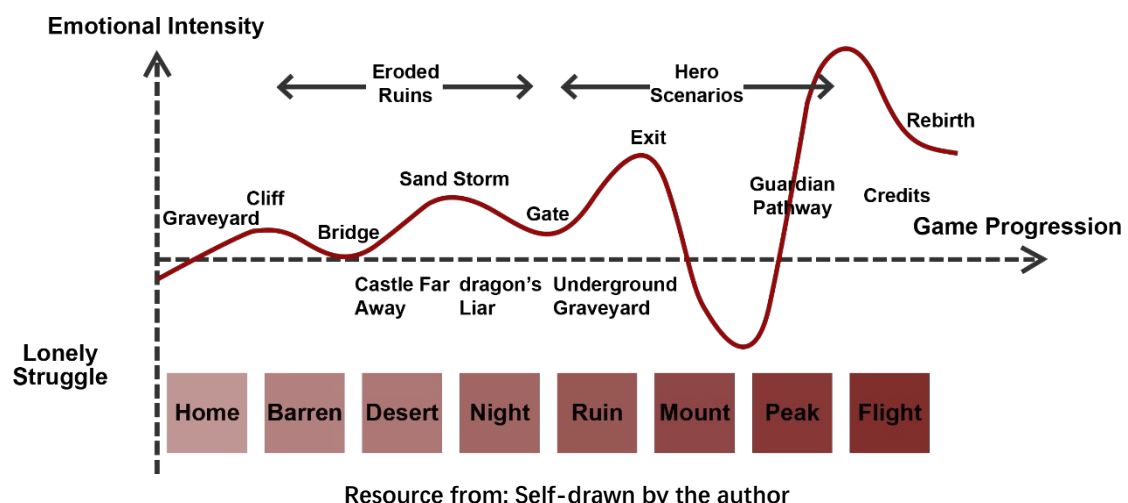 Emotional Intensity
Eroded
Ruins
Hero
Scenarios
Exit
Rebirth
Sand Storm
Guardian
Pathway
Cliff
Graveyard
Bridge
Gate
Credits
Game Progression
Castle Far
Away
dragon's
Liar
Underground
Graveyard
Lonely
Struggle
Home
Barren
Desert
Night
Ruin
Mount
Peak
Flight
Resource from: Self-drawn by the author